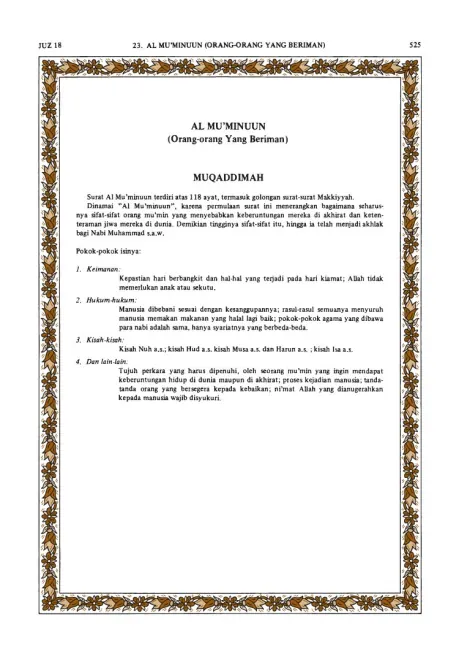 JUZ 18 23. AL MU'MINUUN (ORANG-ORANG YANG BERIMAN) 525
AL MU'MINUUN
(Orang-orang Yang Beriman)
MUQADDIMAH
Surat Al Mu'minuun terdiri atas 118 ayat, termasuk golongan surat-surat Makkiyyah.
Dinamai "Al Mu'minuun", karena permulaan surat ini menerangkan bagaimana seharus-
nya sifat-sifat orang mu'min yang menyebabkan keberuntungan mereka di akhirat dan keten-
teraman jiwa mereka di dunia. Demikian tingginya sifat-sifat itu, hingga ia telah menjadi akhlak
bagi Nabi Muhammad s.a.w.
Pokok-pokok isinya:
1. Keimanan:
Kepastian hari berbangkit dan hal-hal yang terjadi pada hari kiamat; Allah tidak
memerlukan anak atau sekutu.
2. Hukum-hukum:
Manusia dibebani sesuai dengan kesanggupannya; rasul-rasul semuanya menyuruh
manusia memakan makanan yang halal lagi baik; pokok-pokok agama yang dibawa
para nabi adalah sama, hanya syariatnya yang berbeda-beda.
3. Kisah-kisah:
Kisah Nuh a.s.; kisah Hud a.s. kisah Musa a.s. dan Harun a.s. ; kisah Isa a.s.
4. Dan lain-lain:
Tujuh perkara yang harus dipenuhi, oleh seorang mu'min yang ingin mendapat
keberuntungan hidup di dunia maupun di akhirat; proses kejadian manusia; tanda-
tanda orang yang bersegera kepada kebaikan; ni'mat Allah yang dianugerahkan
kepada manusia wajib disyukuri.